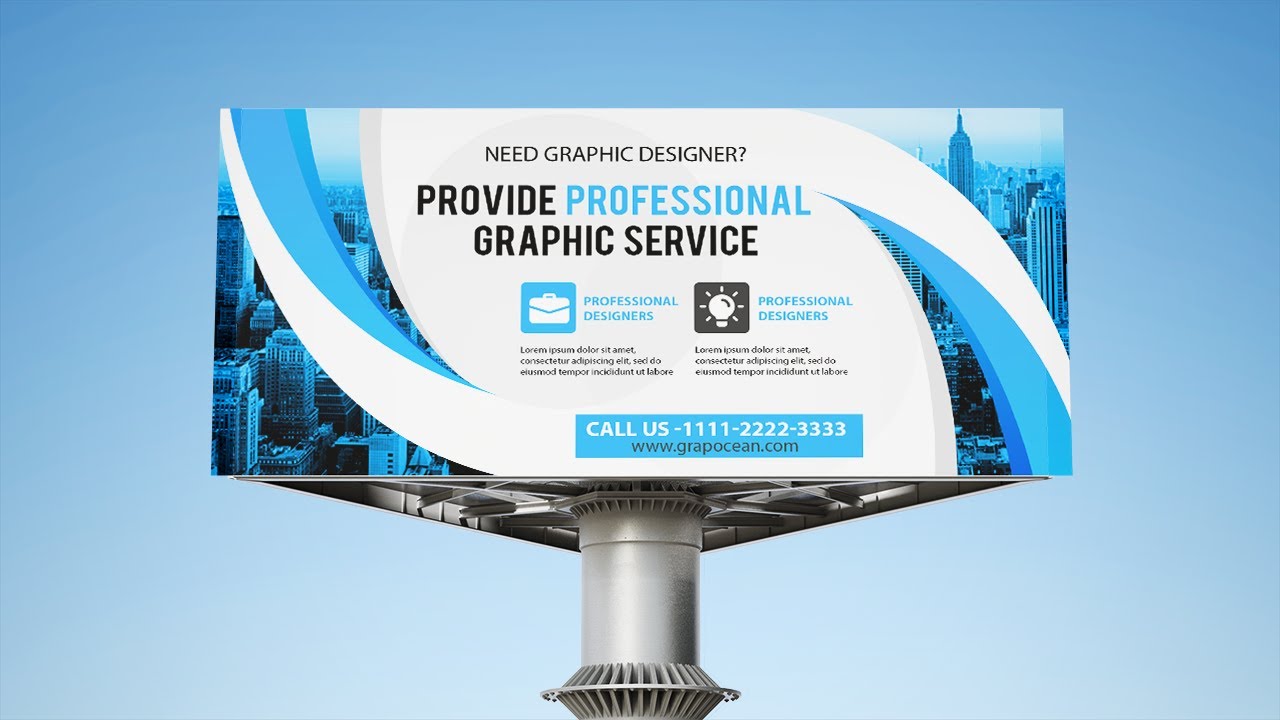 NEED GRAPHIC DESIGNER?
PROVIDE PROFESSIONAL
GRAPHIC SERVICE
PROFESSIONAL
DESIGNERS
Lorem ipsum dolor sit amet,
consectetur adipiscing elit, sed do
eiusmod tempor incididunt ut labore
PROFESSIONAL
DESIGNERS
Lorem ipsum dolor sit amet,
consectetur adipiscing elit, sed do
eiusmod tempor incididunt ut labore
CALL US -1111-2222-3333
www.grapocean.com